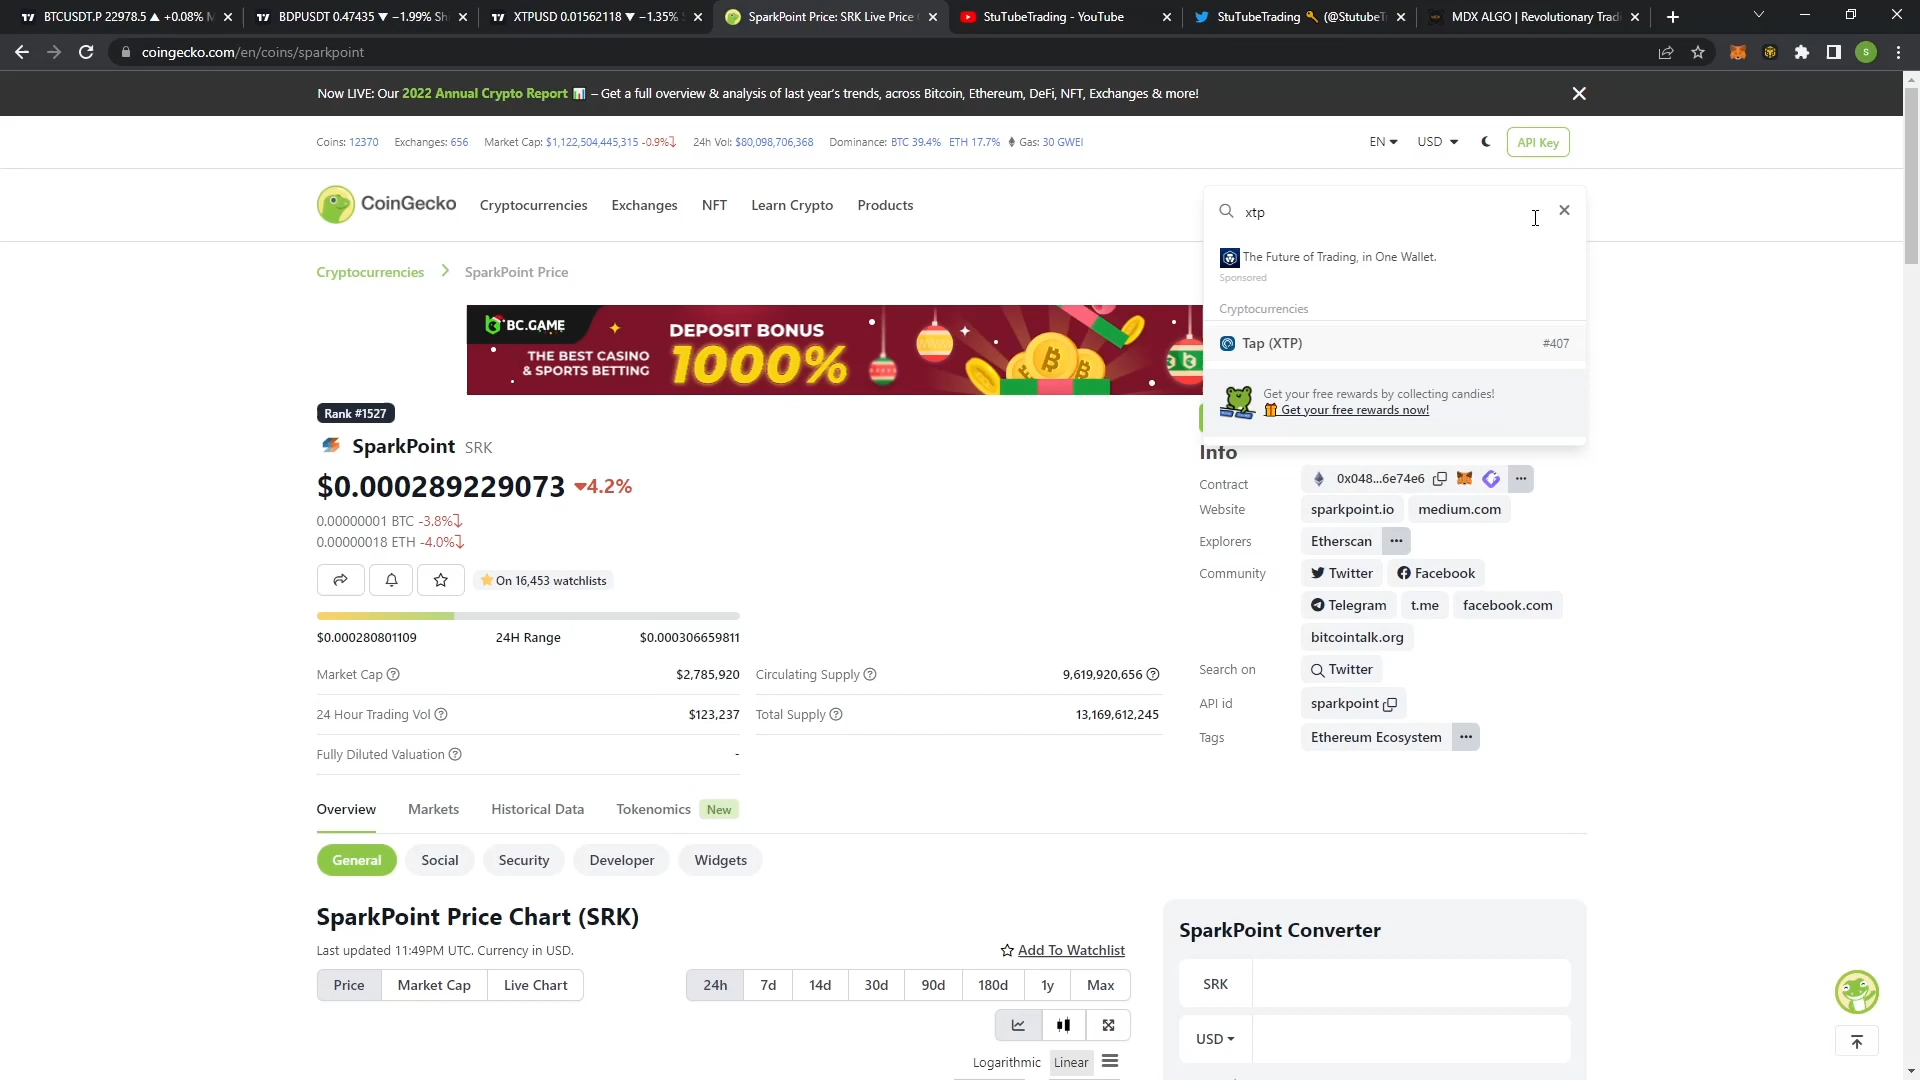 BTCUSDT.P 22978.5 ▲ +0.08%
BDPUSDT 0.47435 ▼ −1.99% Sh
XTPUSD 0.01562118 ▼ −1.35%
SparkPoint Price: SRK Live Price
StuTubeTrading - YouTube
StuTubeTrading 🔑 (@StutubeT
MDX ALGO | Revolutionary Tradi
coingecko.com/en/coins/sparkpoint
S
Now LIVE: Our 2022 Annual Crypto Report 📊 – Get a full overview & analysis of last year's trends, across Bitcoin, Ethereum, DeFi, NFT, Exchanges & more!
Coins: 12370 Exchanges: 656 Market Cap: $1,122,504,445,315 -0.9% 24h Vol: $80,098,706,368 Dominance: BTC 39.4% ETH 17.7% Gas: 30 GWEI
EN USD API Key
CoinGecko Cryptocurrencies Exchanges NFT Learn Crypto Products
xtp
The Future of Trading, in One Wallet.
Sponsored
Cryptocurrencies
Tap (XTP) #407
Get your free rewards by collecting candies!
🎁 Get your free rewards now!
Cryptocurrencies > SparkPoint Price
BC.GAME
THE BEST CASINO
& SPORTS BETTING
DEPOSIT BONUS
1000%
Rank #1527
SparkPoint SRK
$0.000289229073 ▼4.2%
0.00000001 BTC -3.8%
0.00000018 ETH -4.0%
On 16,453 watchlists
$0.000280801109 24H Range $0.000306659811
Market Cap $2,785,920
Circulating Supply 9,619,920,656
24 Hour Trading Vol $123,237
Total Supply 13,169,612,245
Fully Diluted Valuation -
Info
Contract 0x048...6e74e6 ...
Website sparkpoint.io medium.com
Explorers Etherscan ...
Community Twitter Facebook
Telegram t.me facebook.com
bitcointalk.org
Search on Twitter
API id sparkpoint
Tags Ethereum Ecosystem ...
Overview Markets Historical Data Tokenomics New
General Social Security Developer Widgets
SparkPoint Price Chart (SRK)
Last updated 11:49PM UTC. Currency in USD.
Add To Watchlist
Price Market Cap Live Chart
24h 7d 14d 30d 90d 180d 1y Max
Logarithmic Linear
SparkPoint Converter
SRK
USD